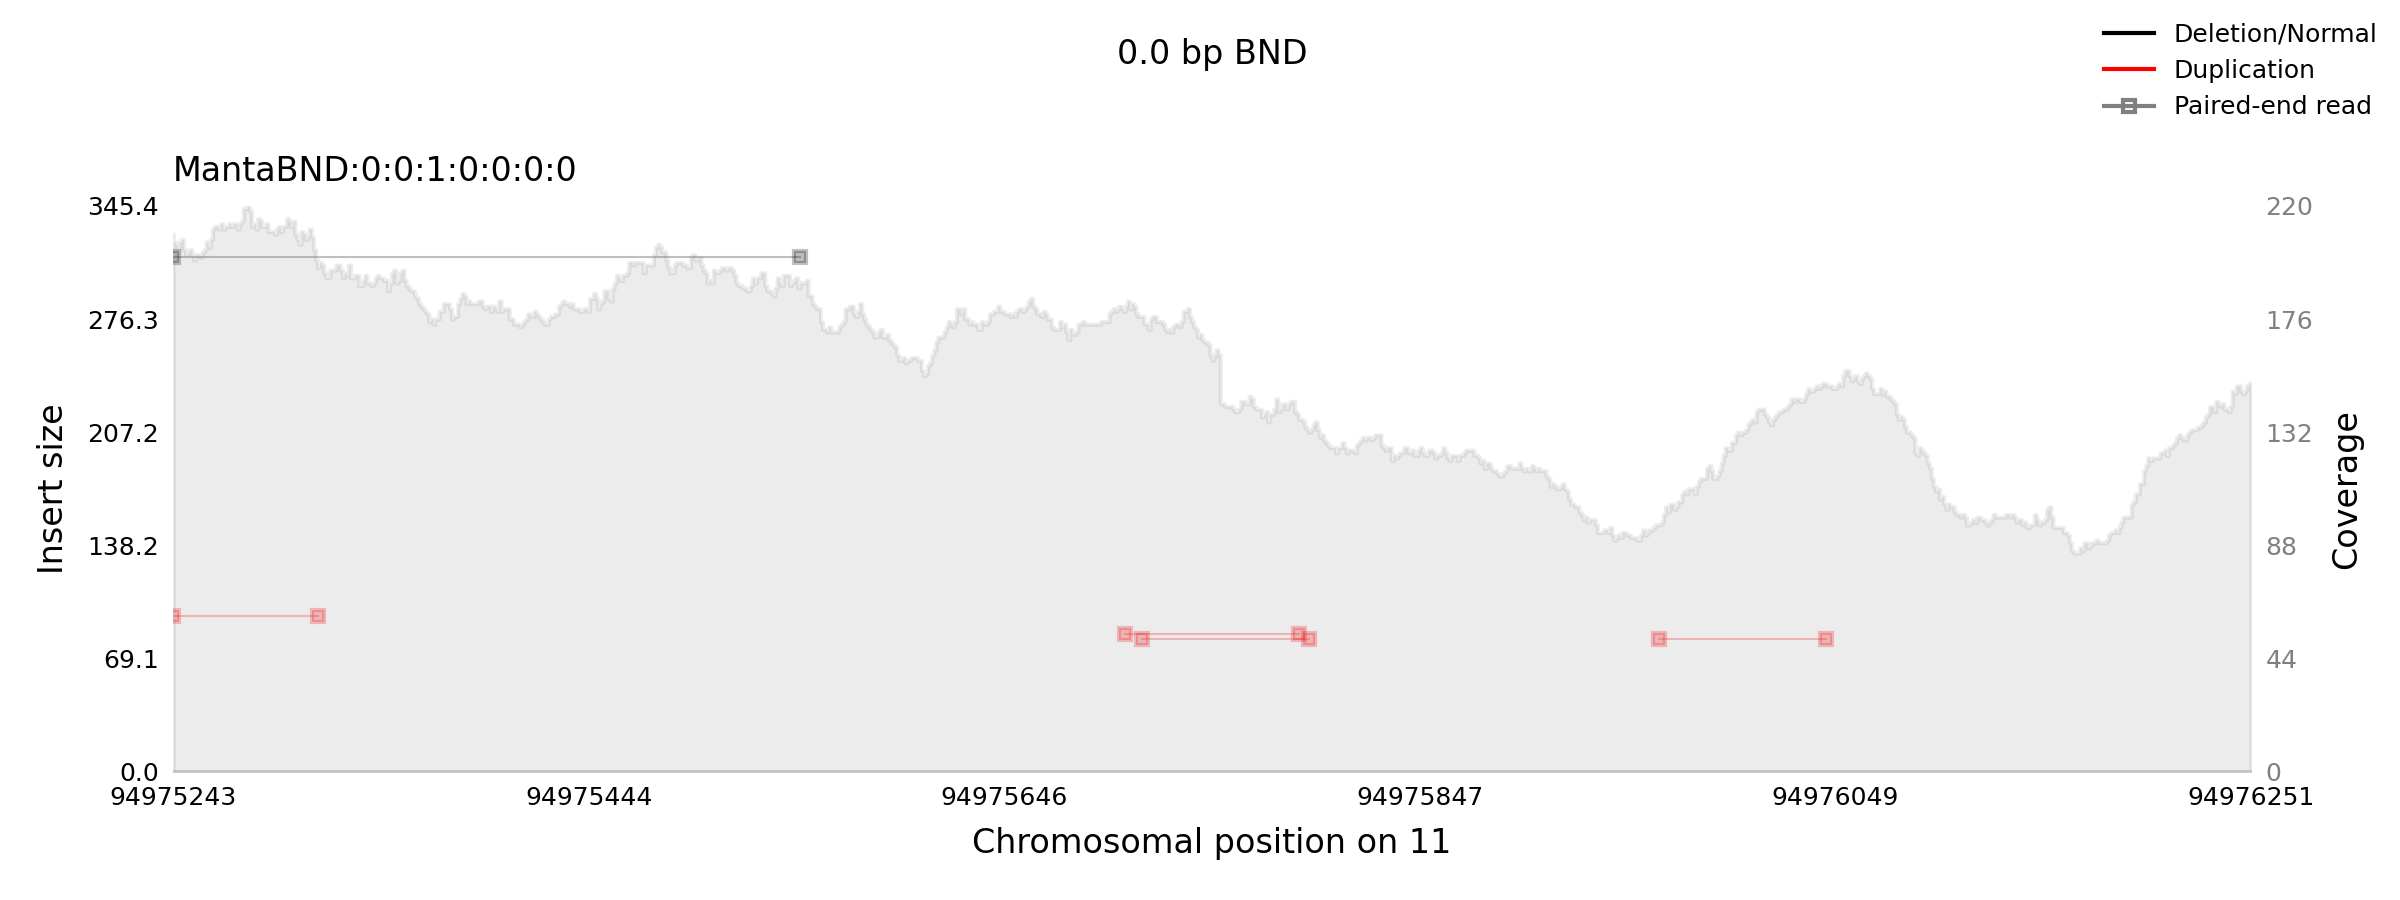 0.0 bp BND
Deletion/Normal
Duplication
Paired-end read
MantaBND:0:0:1:0:0:0:0
345.4
276.3
207.2
138.2
69.1
0.0
Insert size
220
176
132
88
44
0
Coverage
94975243 94975444 94975646 94975847 94976049 94976251
Chromosomal position on 11